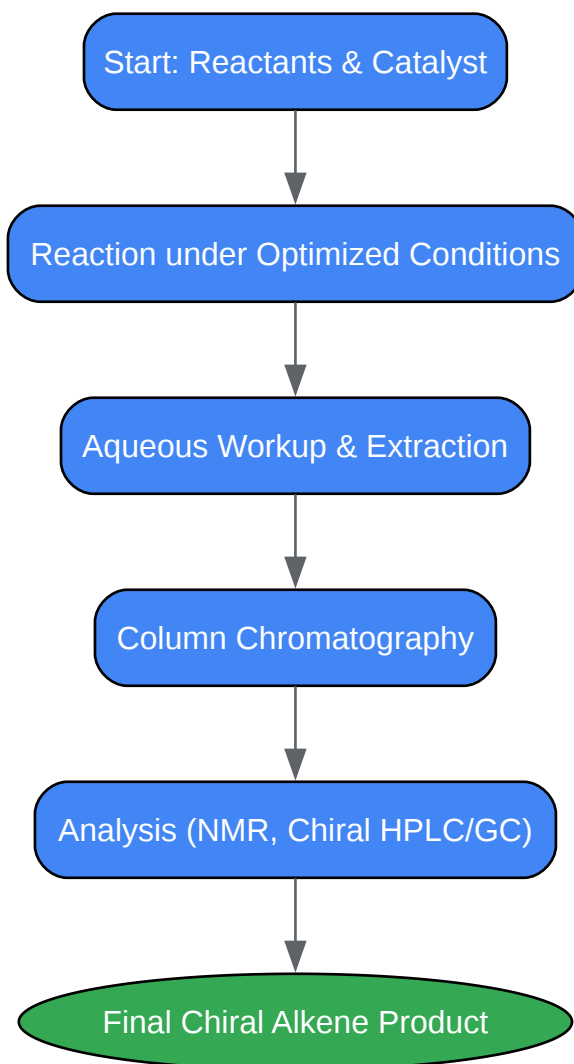 Start: Reactants & Catalyst
Reaction under Optimized Conditions
Aqueous Workup & Extraction
Column Chromatography
Analysis (NMR, Chiral HPLC/GC)
Final Chiral Alkene Product